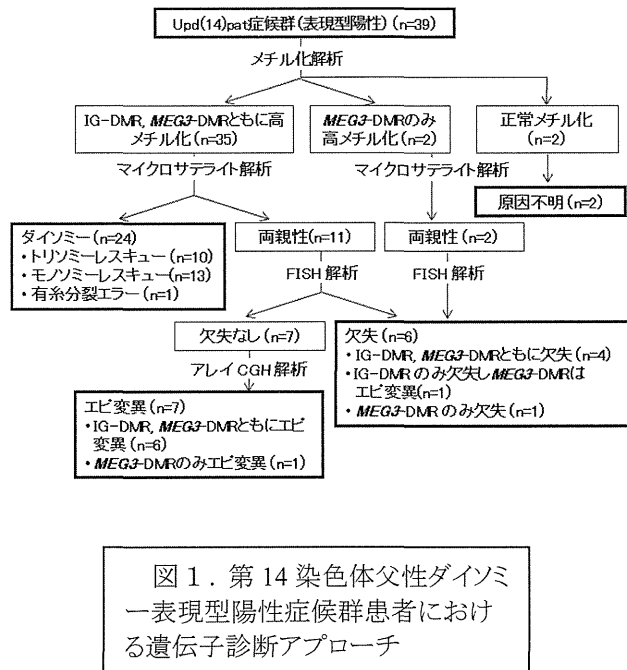 Upd(14)pat症候群(表現型陽性) (n=39)
メチル化解析
IG-DMR, MEG3-DMRともに高
メチル化(n=35)
MEG3-DMRのみ
高メチル化(n=2)
正常メチル化
(n=2)
マイクロサテライト解析
マイクロサテライト解析
原因不明(n=2)
ダイソミー(n=24)
・トリソミーレスキュー(n=10)
・モノソミーレスキュー(n=13)
・有糸分裂エラー(n=1)
両親性(n=11)
両親性(n=2)
FISH 解析
FISH 解析
欠失なし(n=7)
アレイ CGH 解析
欠失(n=6)
・IG-DMR, MEG3-DMRともに欠失(n=4)
・IG-DMRのみ欠失しMEG3-DMRは
エピ変異(n=1)
・MEG3-DMRのみ欠失(n=1)
エピ変異(n=7)
・IG-DMR, MEG3-DMRともにエピ
変異(n=6)
・MEG3-DMRのみエピ変異(n=1)
図 1 . 第 14 染色体父性ダイソミ
ー表現型陽性症候群患者におけ
る遺伝子診断アプローチ